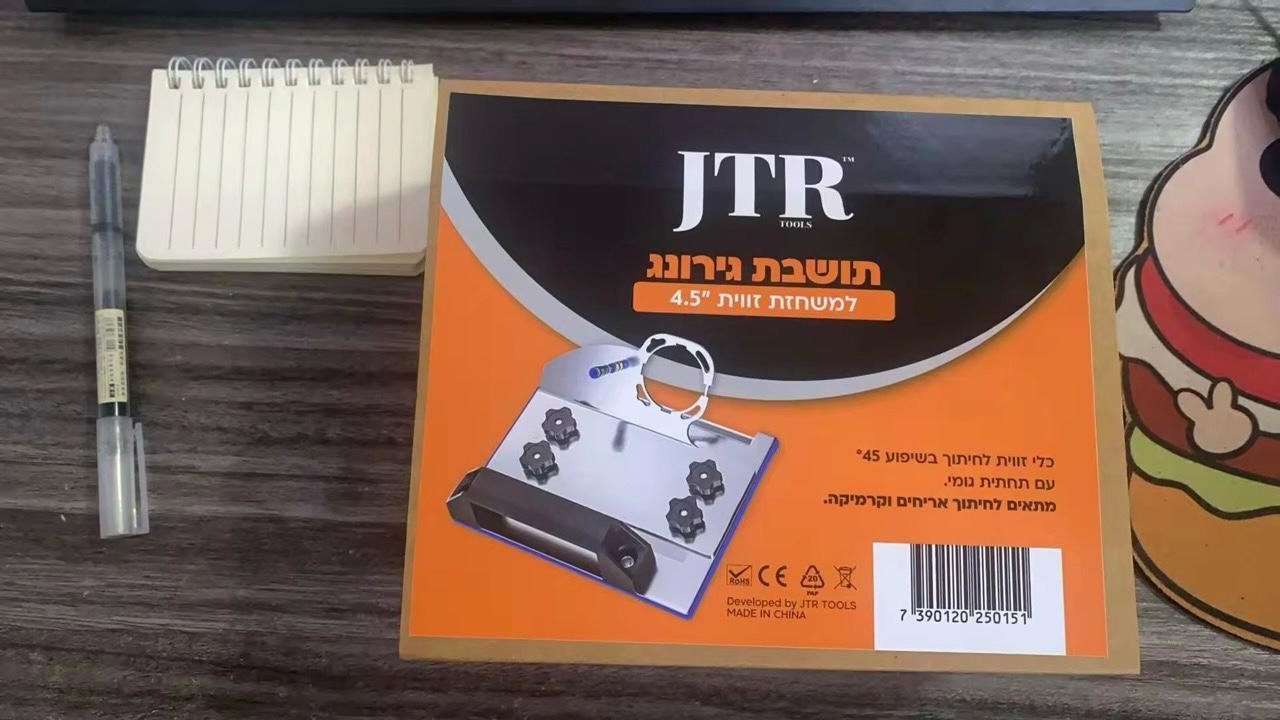 JTR™
TOOLS
תושבת גירונג
למשחזת זווית "4.5
כלי זווית לחיתוך בשיפוע 45°
עם תחתית גומי.
מתאים לחיתוך אריחים וקרמיקה.
RoHS CE 20 PAP
Developed by JTR TOOLS
MADE IN CHINA
7 390120 250151